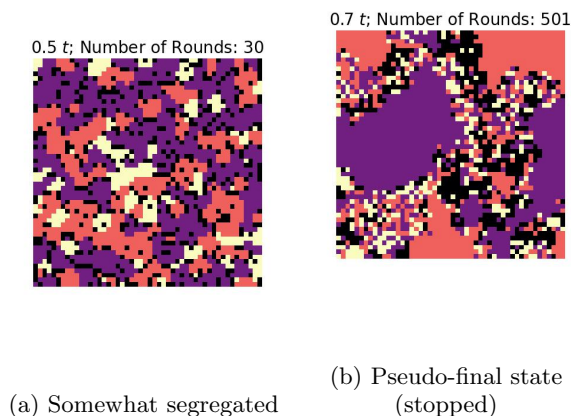 0.5 t; Number of Rounds: 30
0.7 t; Number of Rounds: 501
(a) Somewhat segregated
(b) Pseudo-final state
(stopped)